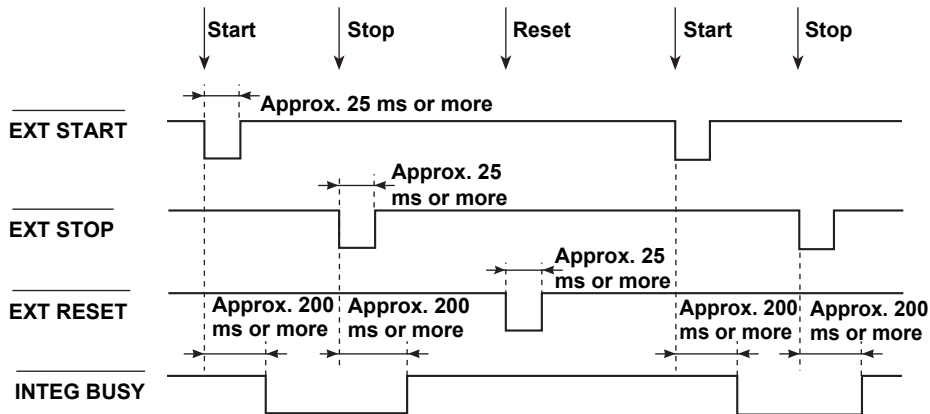 Start
Stop
Reset
Start
Stop
Approx. 25 ms or more
EXT START
Approx. 25
ms or more
EXT STOP
Approx. 25
ms or more
EXT RESET
Approx. 200
ms or more
Approx. 200
ms or more
Approx. 200
ms or more
Approx. 200
ms or more
INTEG BUSY